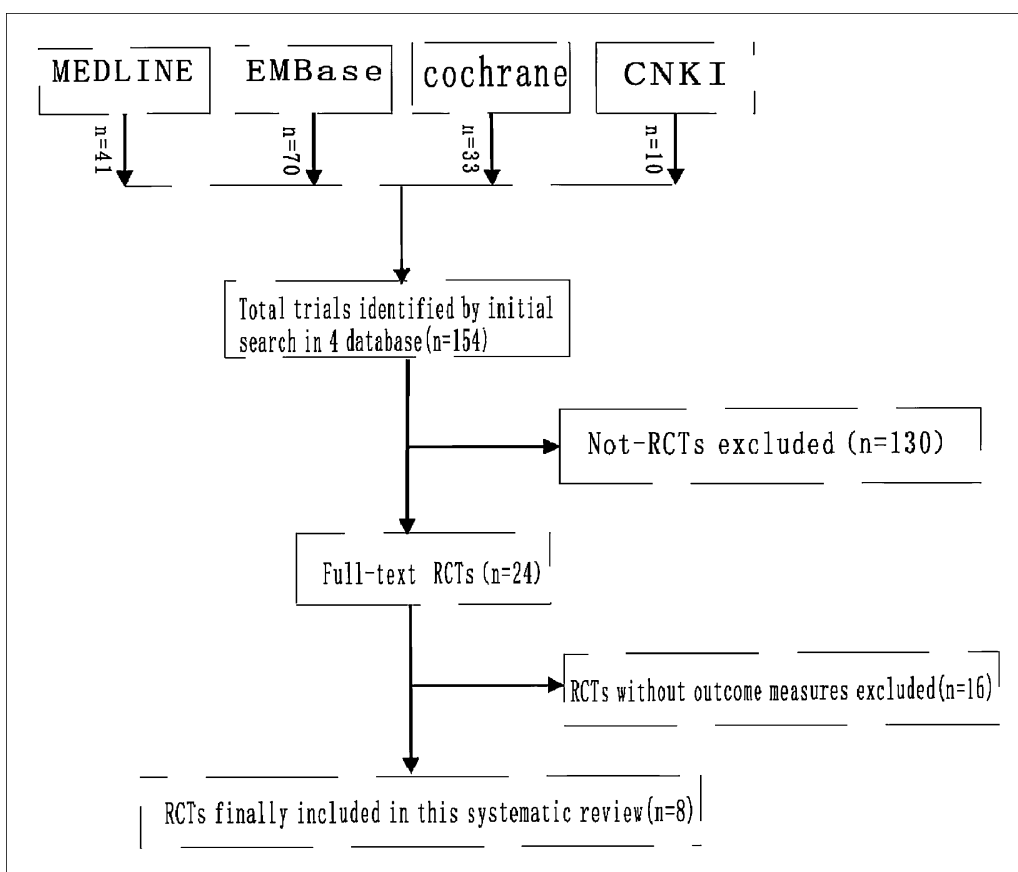 MEDLINE
EMBase
cochrane
CNKI
n=41
n=70
n=33
n=10
Total trials identified by initial
search in 4 database(n=154)
Not-RCTs excluded (n=130)
Full-text RCTs (n=24)
RCTs without outcome measures excluded(n=16)
RCTs finally included in this systematic review(n=8)